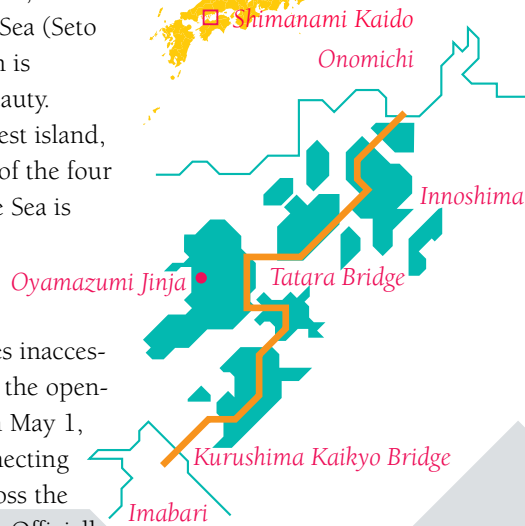 Sea (Seto
is
auty.
est island,
of the four
Sea is
es inacces-
the open-
May 1,
necting
oss the
Shimanami Kaido
Onomichi
Innoshima
Oyamazumi Jinja
Tatara Bridge
Kurushima Kaikyo Bridge
Imabari